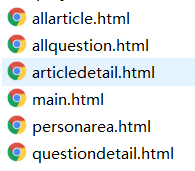 allarticle.html
allquestion.html
articledetail.html
main.html
personarea.html
questiondetail.html